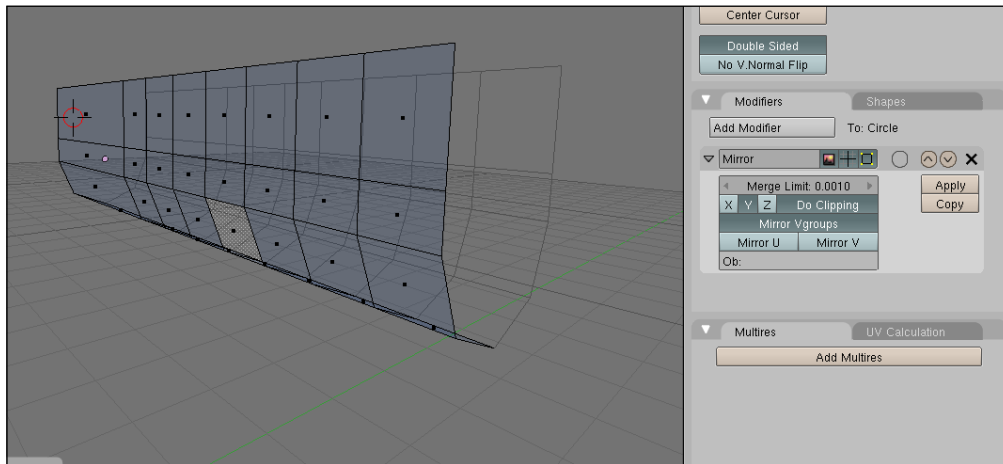 Center Cursor
Double Sided
No V.Normal Flip
Modifiers
Shapes
Add Modifier
To: Circle
Mirror
Merge Limit: 0.0010
Apply
X Y Z Do Clipping
Copy
Mirror Vgroups
Mirror U
Mirror V
Ob:
Multires
UV Calculation
Add Multires